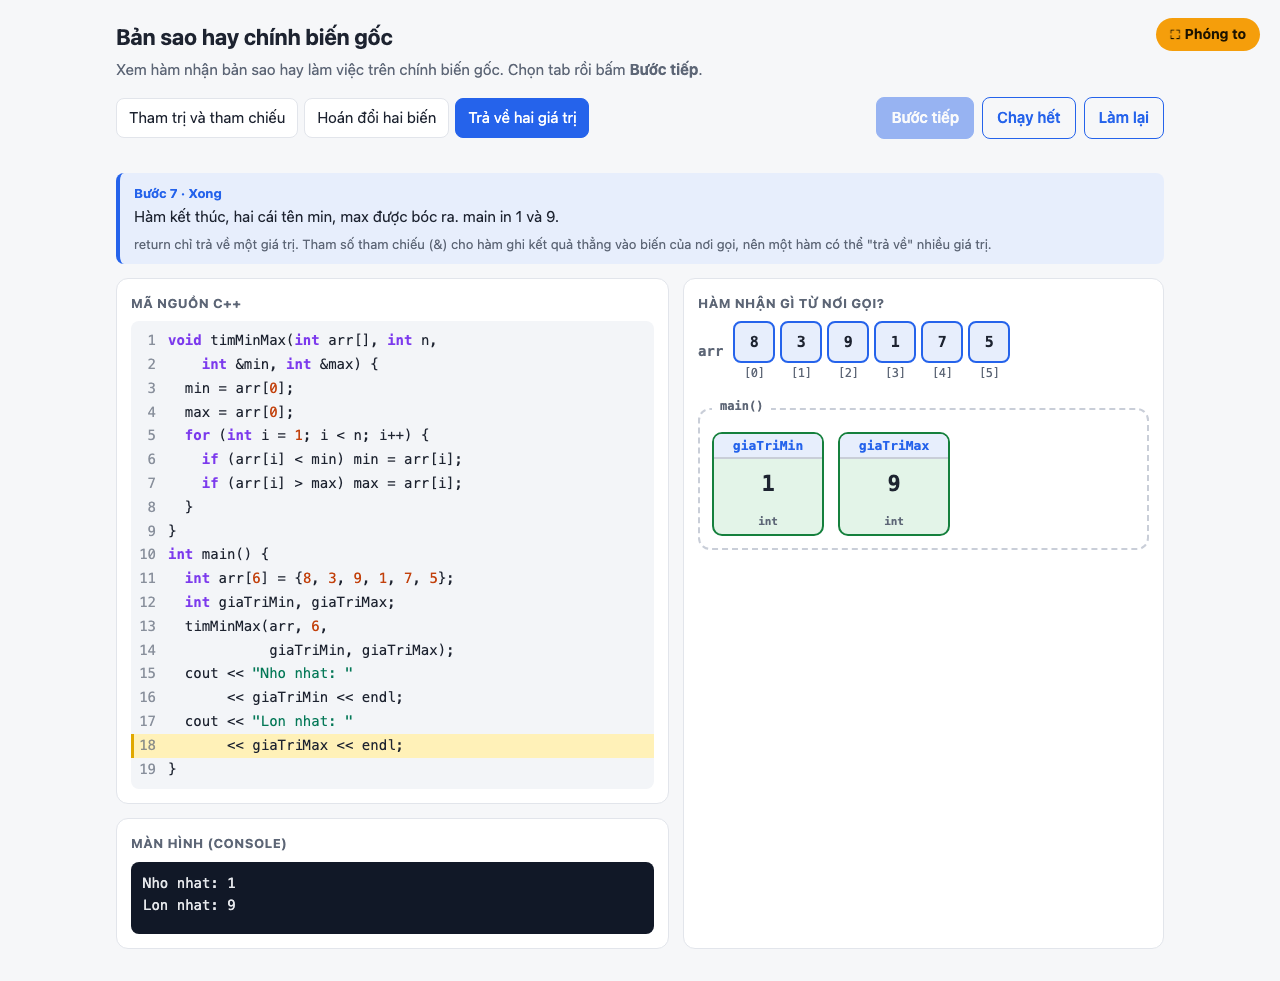 Bản sao hay chính biến gốc
⛶ Phóng to
Xem hàm nhận bản sao hay làm việc trên chính biến gốc. Chọn tab rồi bấm Bước tiếp.
Tham trị và tham chiếu
Hoán đổi hai biến
Trả về hai giá trị
Bước tiếp
Chạy hết
Làm lại
Bước 7 · Xong
Hàm kết thúc, hai cái tên min, max được bóc ra. main in 1 và 9.
return chỉ trả về một giá trị. Tham số tham chiếu (&) cho hàm ghi kết quả thẳng vào biến của nơi gọi, nên một hàm có thể "trả về" nhiều giá trị.
MÃ NGUỒN C++
1 void timMinMax(int arr[], int n,
2     int &min, int &max) {
3   min = arr[0];
4   max = arr[0];
5   for (int i = 1; i < n; i++) {
6     if (arr[i] < min) min = arr[i];
7     if (arr[i] > max) max = arr[i];
8   }
9 }
10 int main() {
11   int arr[6] = {8, 3, 9, 1, 7, 5};
12   int giaTriMin, giaTriMax;
13   timMinMax(arr, 6,
14             giaTriMin, giaTriMax);
15   cout << "Nho nhat: "
16        << giaTriMin << endl;
17   cout << "Lon nhat: "
18        << giaTriMax << endl;
19 }
MÀN HÌNH (CONSOLE)
Nho nhat: 1
Lon nhat: 9
HÀM NHẬN GÌ TỪ NƠI GỌI?
arr 8 3 9 1 7 5
[0] [1] [2] [3] [4] [5]
main()
giaTriMin giaTriMax
1 9
int int